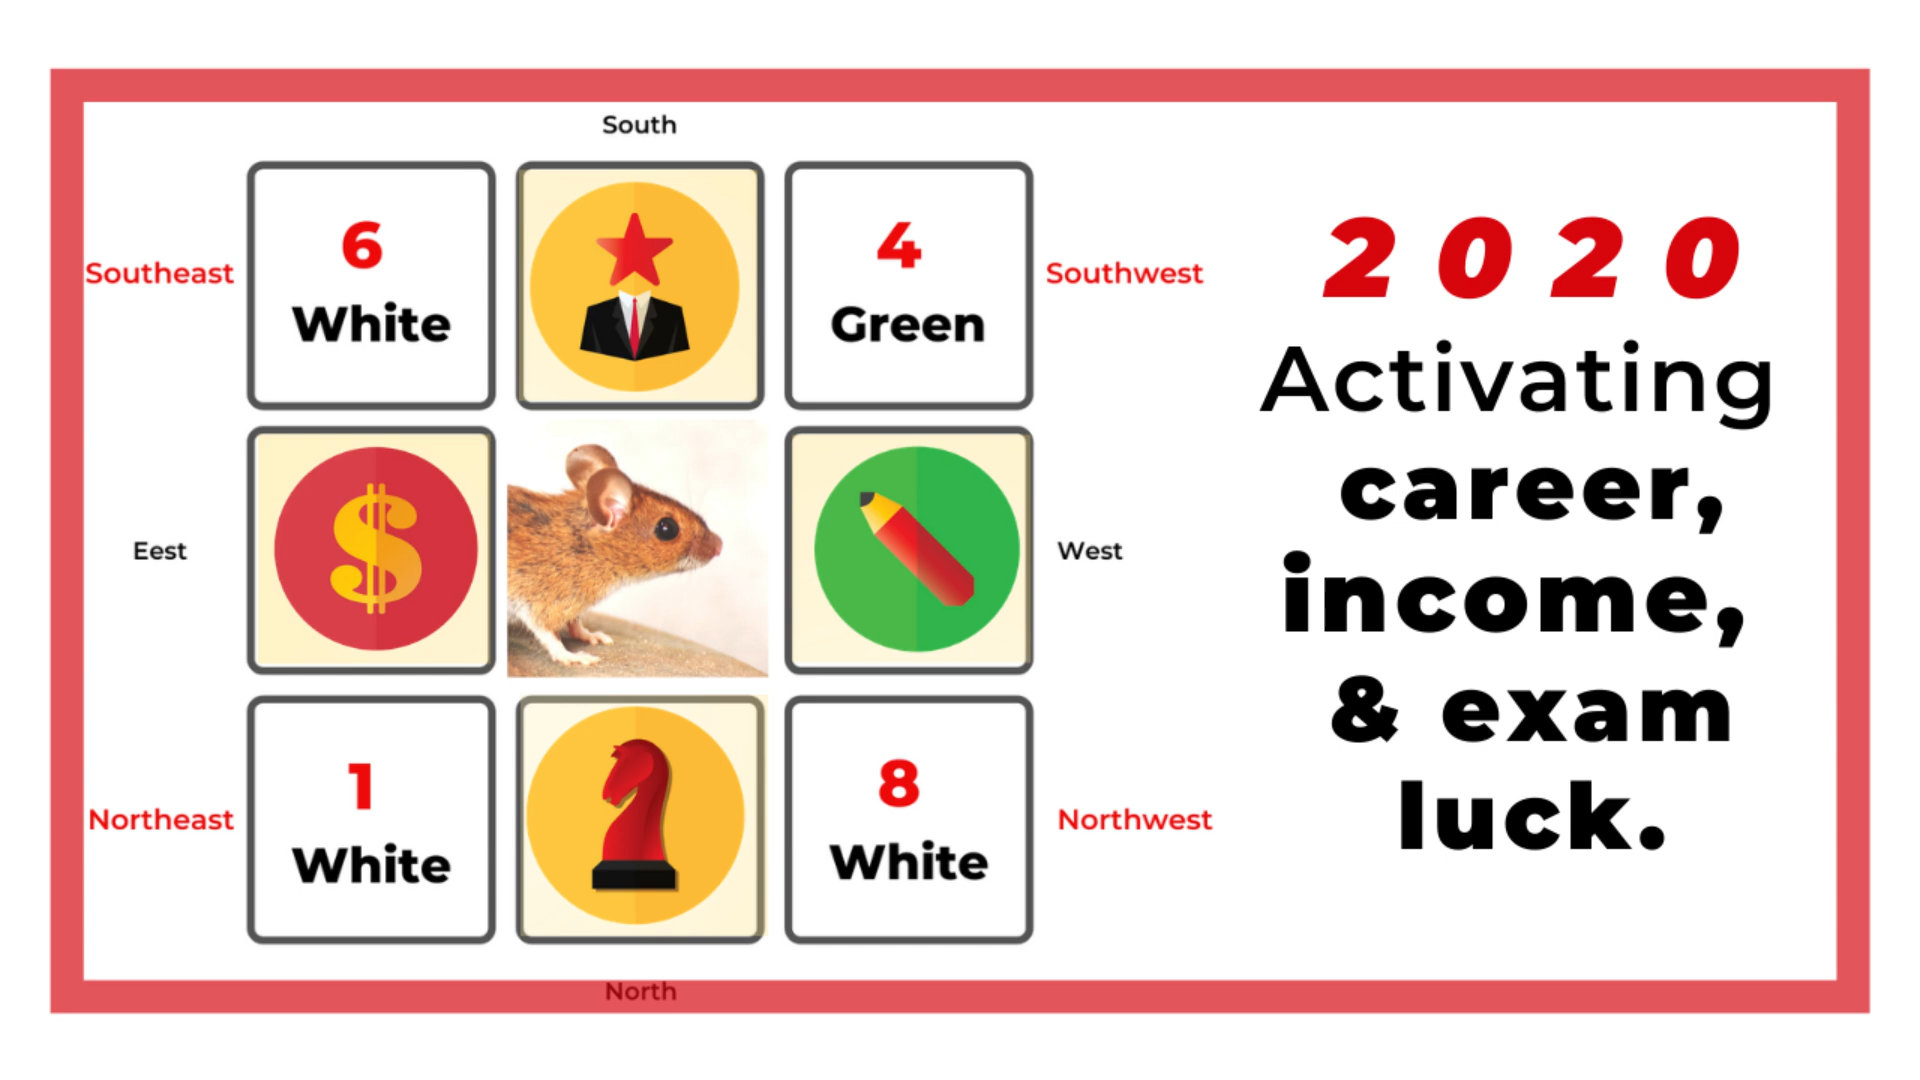 South
Southeast
6
White
4
Green
Southwest
Eest
$
West
Northeast
1
White
8
White
Northwest
North
2020
Activating
career,
income,
& exam
luck.